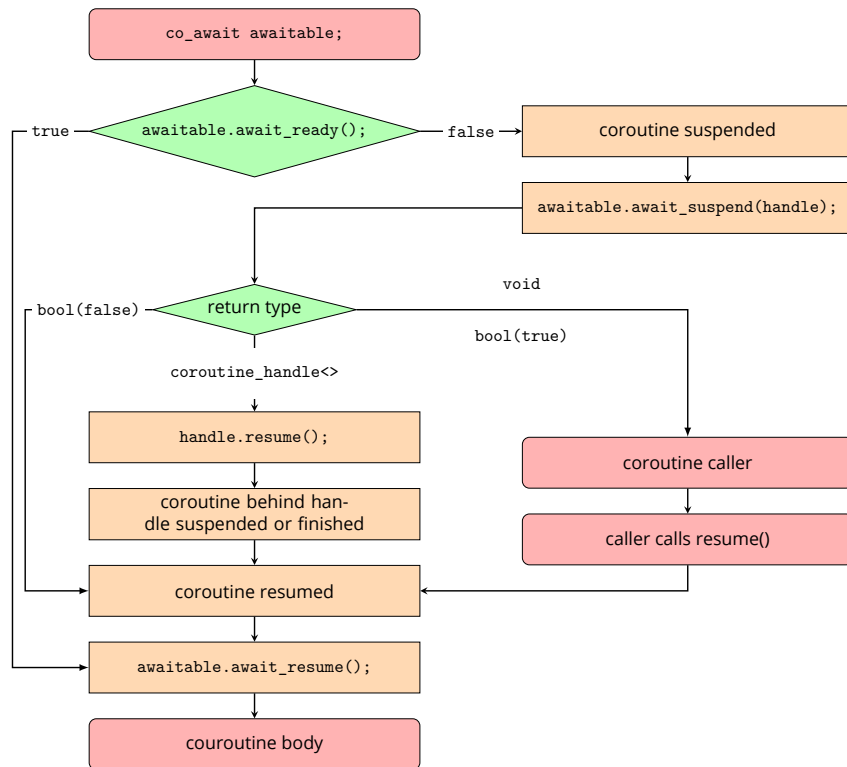 co_await awaitable;
awaitable.await_ready();
true
false
coroutine suspended
awaitable.await_suspend(handle);
return type
void
bool(false)
bool(true)
coroutine_handle<>
handle.resume();
coroutine caller
coroutine behind han-
dle suspended or finished
caller calls resume()
coroutine resumed
awaitable.await_resume();
couroutine body